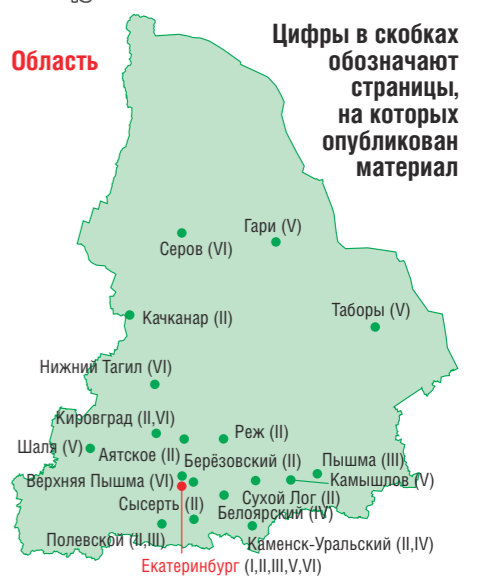 Область
Цифры в скобках
обозначают
страницы,
на которых
опубликован
материал
Гари (V)
Серов (VI)
Таборы (V)
Качканар (II)
Нижний Тагил (VI)
Кировград (II,VI)
Реж (II)
Шаля (V)
Аятское (II)
Берёзовский (II)
Пышма (III)
Верхняя Пышма (VI)
Камышлов (V)
Сухой Лог (II)
Сысерть (II)
Белоярский (IV)
Полевской (II,III)
Каменск-Уральский (II,IV)
Екатеринбург (I,II,III,V,VI)